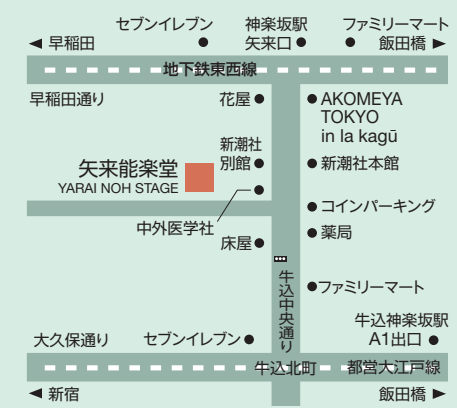 セブンイレブン
神楽坂駅
矢来口
ファミリーマート
◀ 早稲田
飯田橋 ▶
地下鉄東西線
早稲田通り
花屋
AKOMEYA
TOKYO
in la kagū
新潮社
別館
新潮社本館
矢来能楽堂
YARAI NOH STAGE
コインパーキング
中外医学社
床屋
薬局
牛込中央通り
ファミリーマート
牛込神楽坂駅
A1出口
大久保通り
セブンイレブン
牛込北町
都営大江戸線
◀ 新宿
飯田橋 ▶